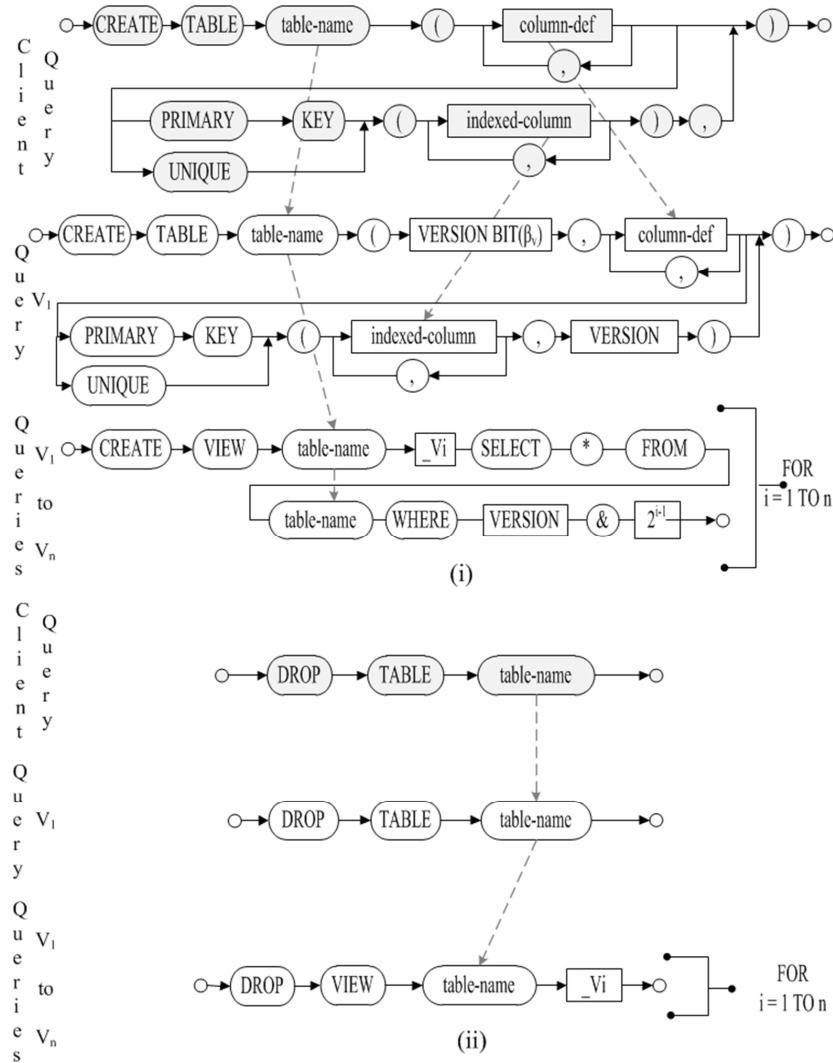 Client Query
CREATE TABLE table-name ( column-def )
,
PRIMARY KEY ( indexed-column ) ,
UNIQUE ,
Query V1
CREATE TABLE table-name ( VERSION BIT(βv) , column-def )
,
PRIMARY KEY ( indexed-column , VERSION )
UNIQUE ,
Queries V1 to Vn
CREATE VIEW table-name _Vi SELECT * FROM
table-name WHERE VERSION & 2^{i-1}
FOR
i = 1 TO n
(i)
Client Query
DROP TABLE table-name
Query V1
DROP TABLE table-name
Queries V1 to Vn
DROP VIEW table-name _Vi
FOR
i = 1 TO n
(ii)